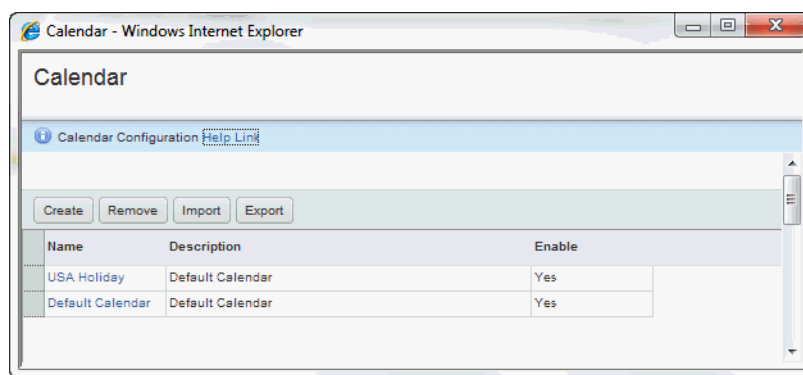 Calendar - Windows Internet Explorer
Calendar
Calendar Configuration Help Link
Create Remove Import Export
Name Description Enable
USA Holiday Default Calendar Yes
Default Calendar Default Calendar Yes